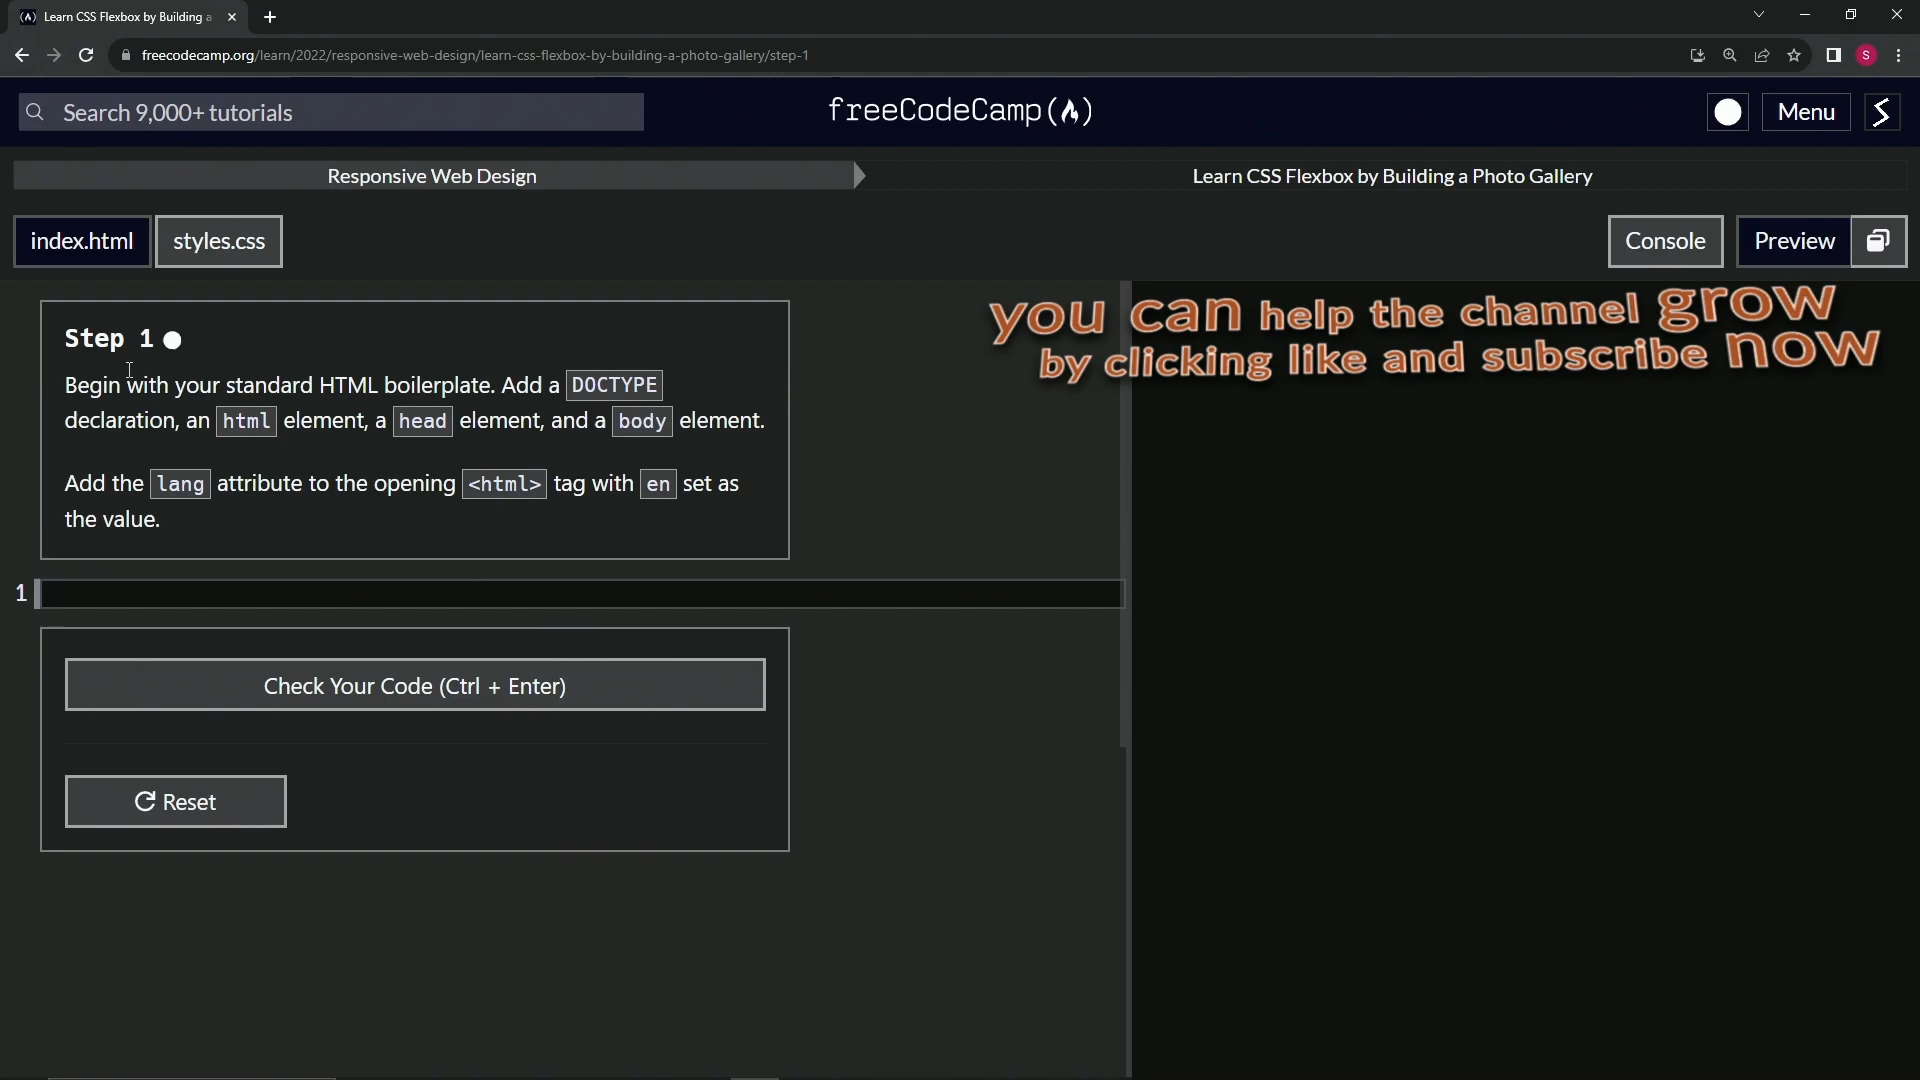 Learn CSS Flexbox by Building a
freecodecamp.org/learn/2022/responsive-web-design/learn-css-flexbox-by-building-a-photo-gallery/step-1
S
Search 9,000+ tutorials
freeCodeCamp(🔥)
Menu
Responsive Web Design
Learn CSS Flexbox by Building a Photo Gallery
index.html
styles.css
Console
Preview
you can help the channel grow
by clicking like and subscribe now
Step 1
Begin with your standard HTML boilerplate. Add a DOCTYPE
declaration, an html element, a head element, and a body element.
Add the lang attribute to the opening <html> tag with en set as
the value.
1
Check Your Code (Ctrl + Enter)
Reset